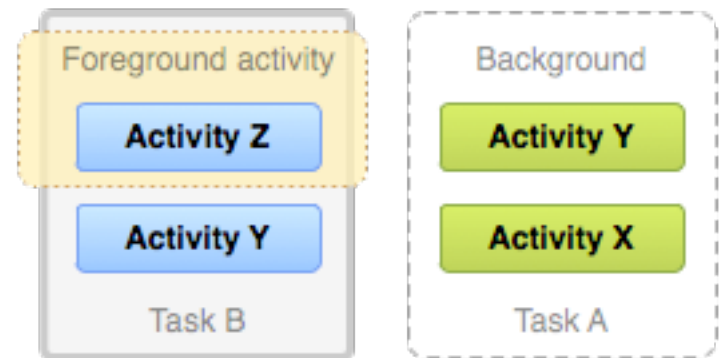 Foreground activity
Activity Z
Activity Y
Task B
Background
Activity Y
Activity X
Task A